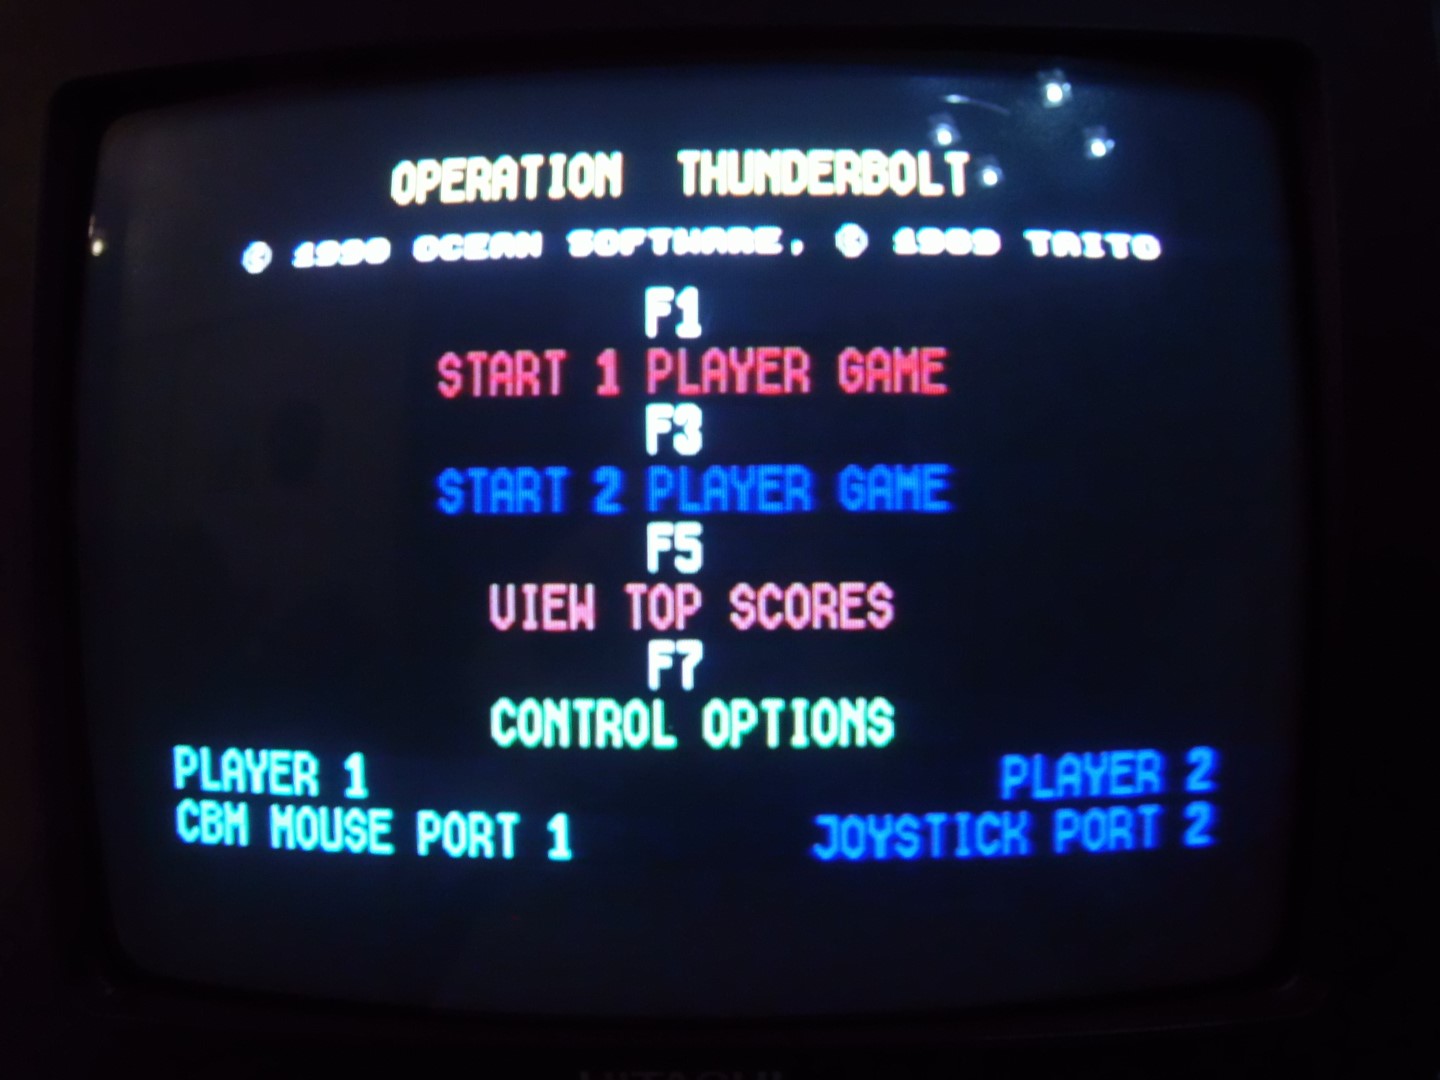 OPERATION THUNDERBOLT
© 1990 OCEAN SOFTWARE, © 1989 TAITO
F1
START 1 PLAYER GAME
F3
START 2 PLAYER GAME
F5
VIEW TOP SCORES
F7
CONTROL OPTIONS
PLAYER 1
CBM MOUSE PORT 1
PLAYER 2
JOYSTICK PORT 2
HITACHI